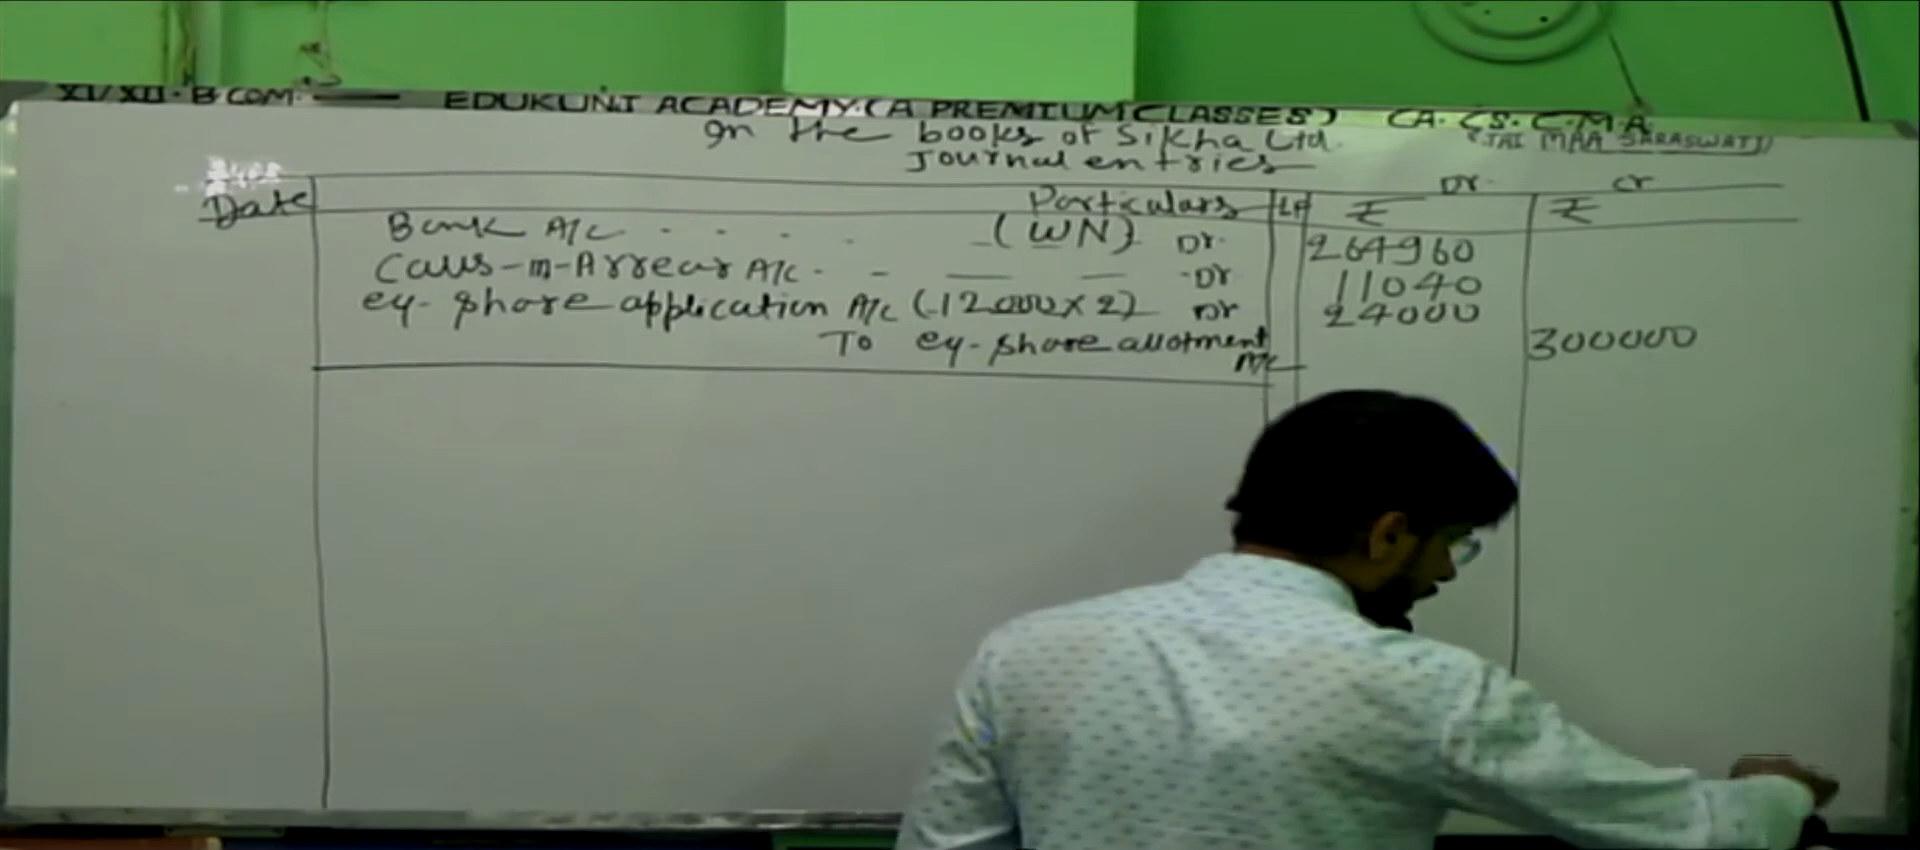 XI/XII. B.COM. — EDUKUNT ACADEMY (A PREMIUM CLASSES) CA. CS. CMA
In the books of Sikha Ltd.
(JAI MAA SARASWATI)
Journal entries
Dr. Cr
Date Particulars LF ₹ ₹
Bank A/c . . . . (WN) Dr. 264960
Calls-in-Arrear A/c. - — — Dr 11040
eq- share application A/c (12000×2) Dr 24000
To eq- share allotment A/c 300000